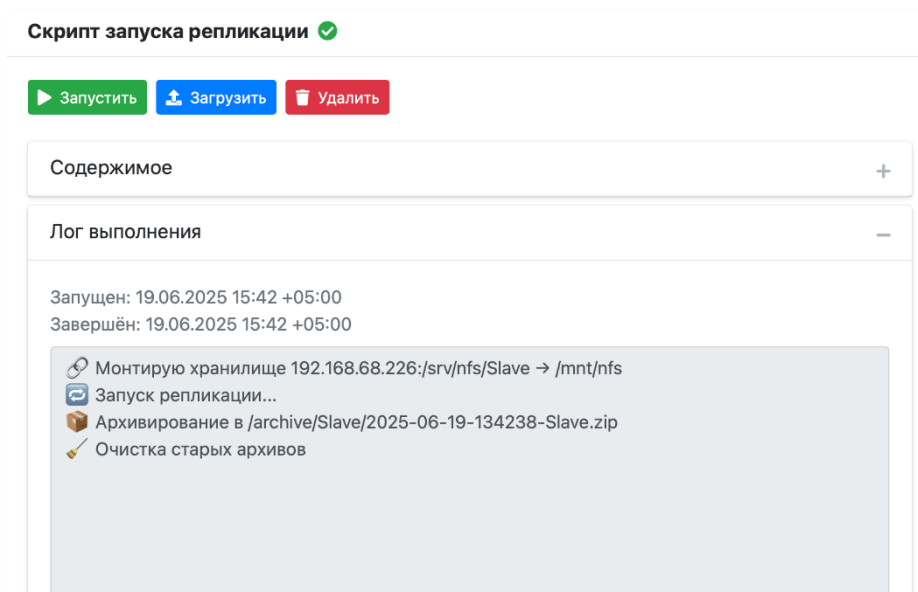 Скрипт запуска репликации
Запустить Загрузить Удалить
Содержимое
Лог выполнения
Запущен: 19.06.2025 15:42 +05:00
Завершён: 19.06.2025 15:42 +05:00
🔗 Монтирую хранилище 192.168.68.226:/srv/nfs/Slave → /mnt/nfs
🔁 Запуск репликации...
📦 Архивирование в /archive/Slave/2025-06-19-134238-Slave.zip
🧹 Очистка старых архивов